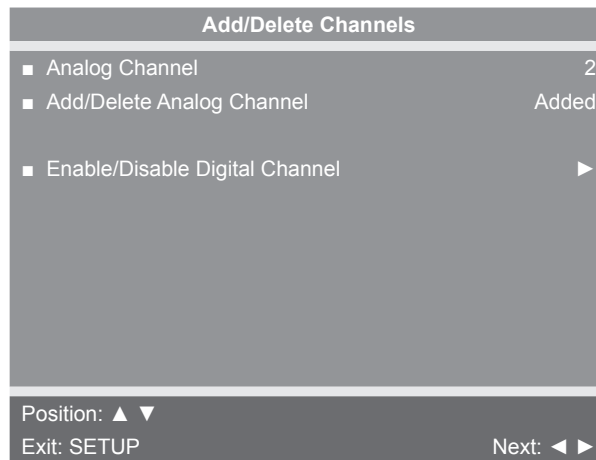 Add/Delete Channels
■ Analog Channel 2
■ Add/Delete Analog Channel Added
■ Enable/Disable Digital Channel ►
Position: ▲ ▼
Exit: SETUP Next: ◄ ►